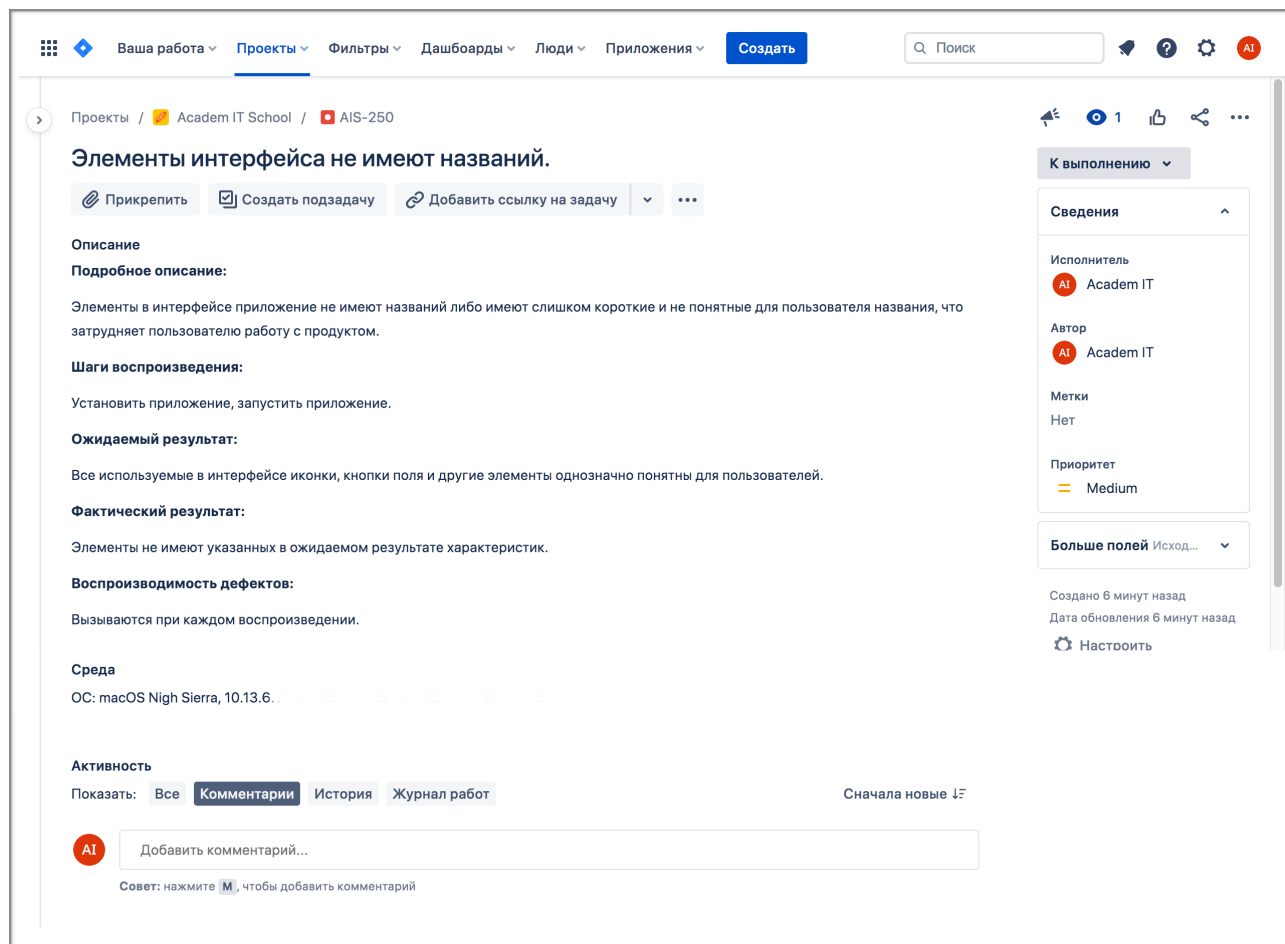 Ваша работа Проекты Фильтры Дашборды Люди Приложения Создать Поиск AI
Проекты / Academ IT School / AIS-250
1
Элементы интерфейса не имеют названий.
К выполнению
Прикрепить Создать подзадачу Добавить ссылку на задачу
Описание
Подробное описание:
Элементы в интерфейсе приложение не имеют названий либо имеют слишком короткие и не понятные для пользователя названия, что
затрудняет пользователю работу с продуктом.
Шаги воспроизведения:
Установить приложение, запустить приложение.
Ожидаемый результат:
Все используемые в интерфейсе иконки, кнопки поля и другие элементы однозначно понятны для пользователей.
Фактический результат:
Элементы не имеют указанных в ожидаемом результате характеристик.
Воспроизводимость дефектов:
Вызываются при каждом воспроизведении.
Среда
ОС: macOS Nigh Sierra, 10.13.6.
Активность
Показать: Все Комментарии История Журнал работ Сначала новые
AI Добавить комментарий...
Совет: нажмите M, чтобы добавить комментарий
Сведения
Исполнитель
AI Academ IT
Автор
AI Academ IT
Метки
Нет
Приоритет
Medium
Больше полей Исход...
Создано 6 минут назад
Дата обновления 6 минут назад
Настроить